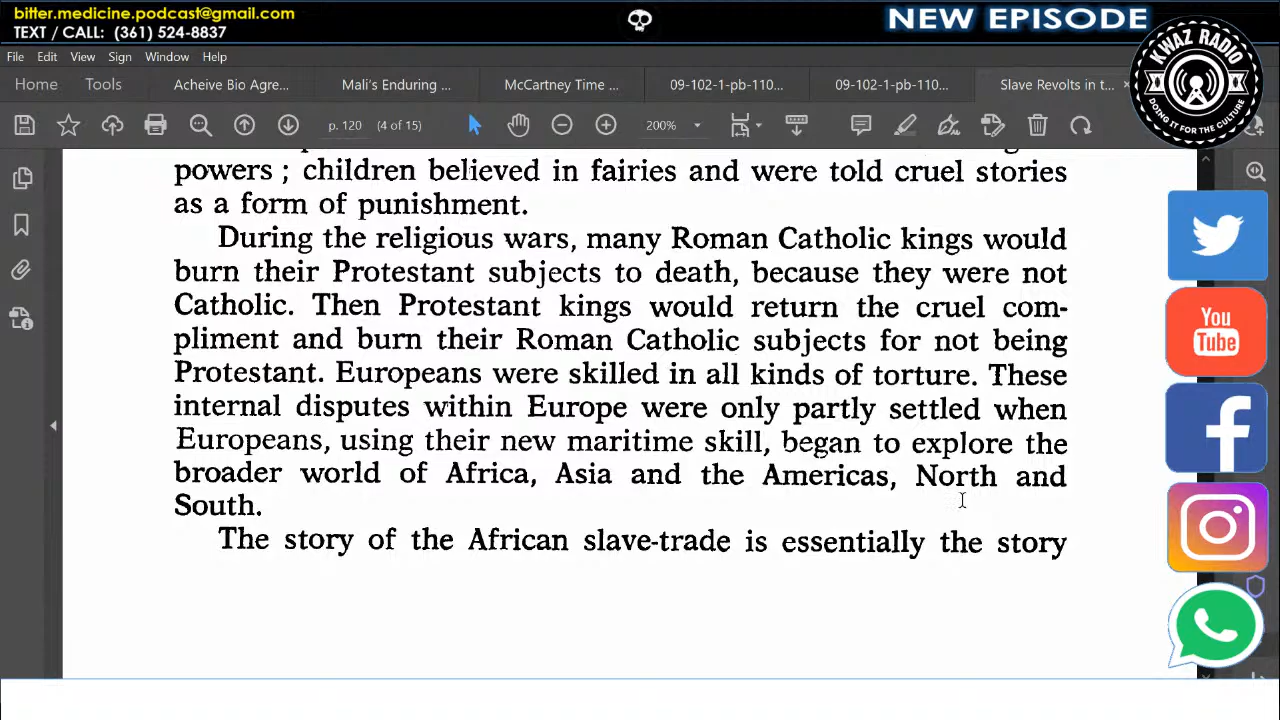 bitter.medicine.podcast@gmail.com
TEXT / CALL: (361) 524-8837
NEW EPISODE
KWAZ RADIO
DOING IT FOR THE CULTURE
File Edit View Sign Window Help
Home Tools Acheive Bio Agre... Mali's Enduring ... McCartney Time ... 09-102-1-pb-110... 09-102-1-pb-110... Slave Revolts in t...
p. 120 (4 of 15) 200%
powers ; children believed in fairies and were told cruel stories
as a form of punishment.
During the religious wars, many Roman Catholic kings would
burn their Protestant subjects to death, because they were not
Catholic. Then Protestant kings would return the cruel com-
pliment and burn their Roman Catholic subjects for not being
Protestant. Europeans were skilled in all kinds of torture. These
internal disputes within Europe were only partly settled when
Europeans, using their new maritime skill, began to explore the
broader world of Africa, Asia and the Americas, North and
South.
The story of the African slave-trade is essentially the story
You
Tube